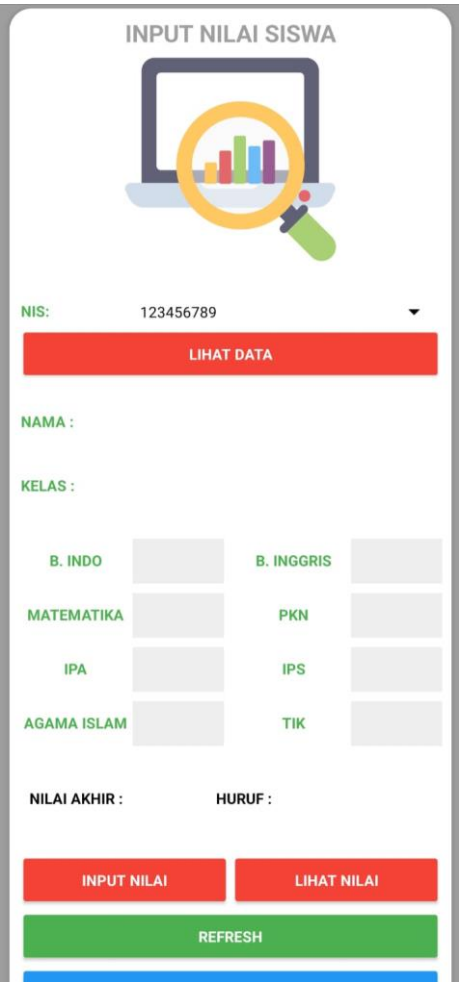 INPUT NILAI SISWA
NIS: 123456789
LIHAT DATA
NAMA :
KELAS :
B. INDO B. INGGRIS
MATEMATIKA PKN
IPA IPS
AGAMA ISLAM TIK
NILAI AKHIR : HURUF :
INPUT NILAI LIHAT NILAI
REFRESH